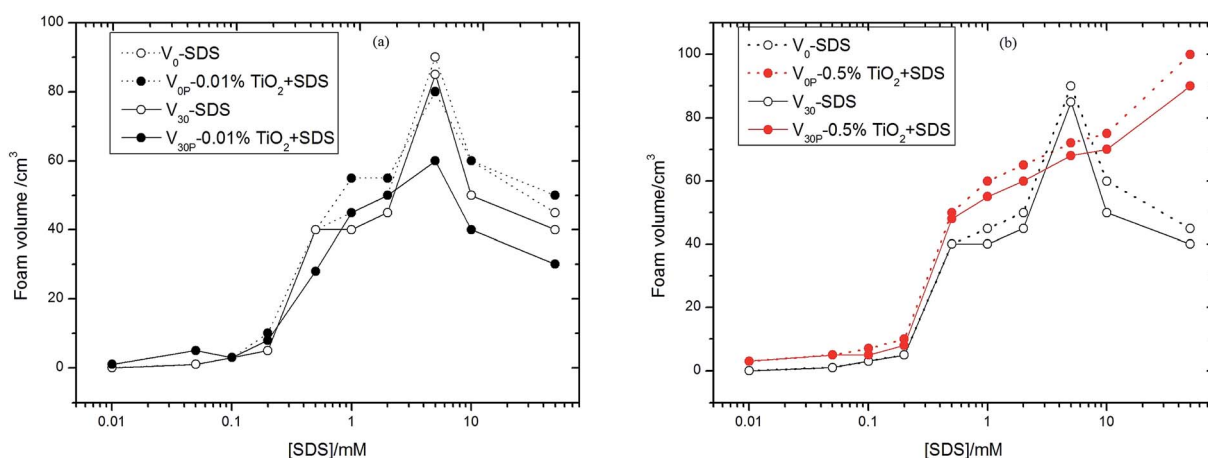 (a)
V₀-SDS
V₀P-0.01% TiO₂+SDS
V₃₀-SDS
V₃₀P-0.01% TiO₂+SDS
Foam volume /cm³
100
80
60
40
20
0
0.01 0.1 1 10
[SDS]/mM
(b)
V₀-SDS
V₀P-0.5% TiO₂+SDS
V₃₀-SDS
V₃₀P-0.5% TiO₂+SDS
Foam volume/cm³
100
80
60
40
20
0
0.01 0.1 1 10
[SDS]/mM